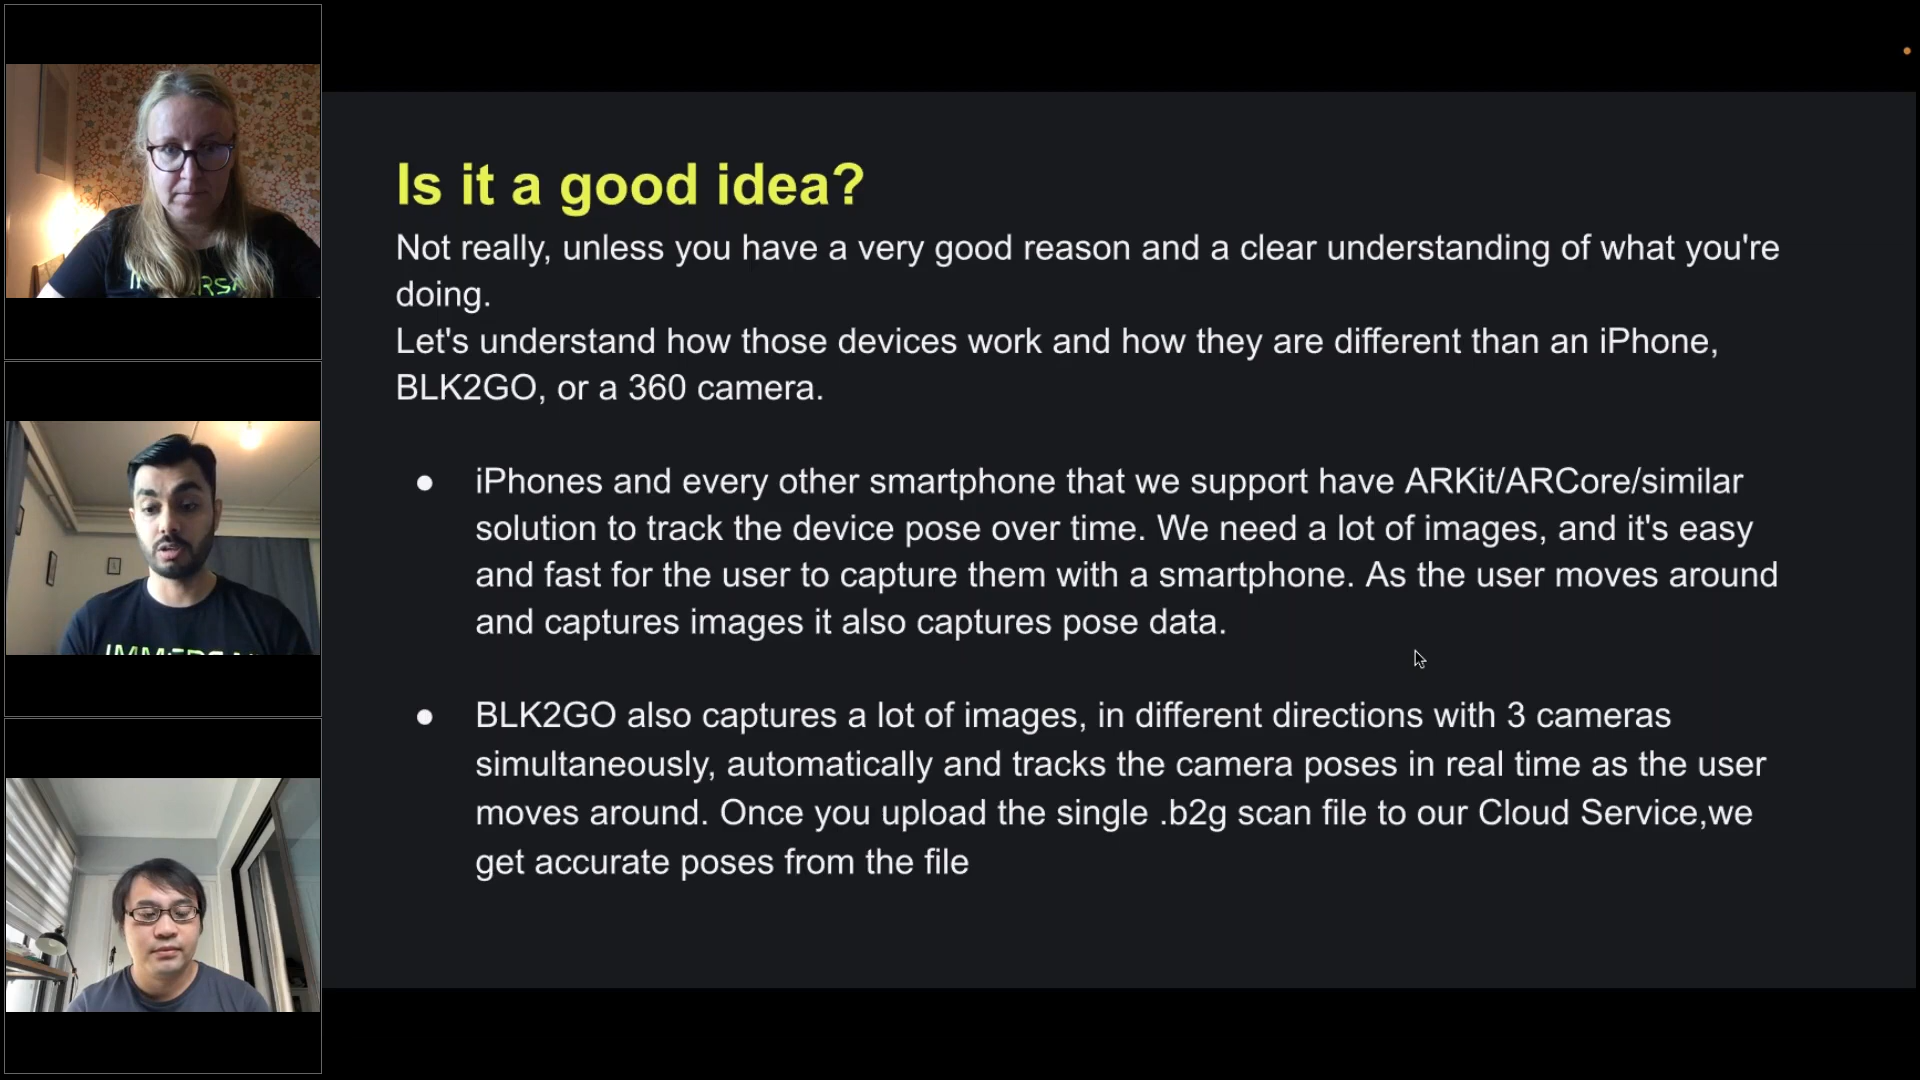 Is it a good idea?
Not really, unless you have a very good reason and a clear understanding of what you're
doing.
Let's understand how those devices work and how they are different than an iPhone,
BLK2GO, or a 360 camera.
● iPhones and every other smartphone that we support have ARKit/ARCore/similar
solution to track the device pose over time. We need a lot of images, and it's easy
and fast for the user to capture them with a smartphone. As the user moves around
and captures images it also captures pose data.
● BLK2GO also captures a lot of images, in different directions with 3 cameras
simultaneously, automatically and tracks the camera poses in real time as the user
moves around. Once you upload the single .b2g scan file to our Cloud Service,we
get accurate poses from the file